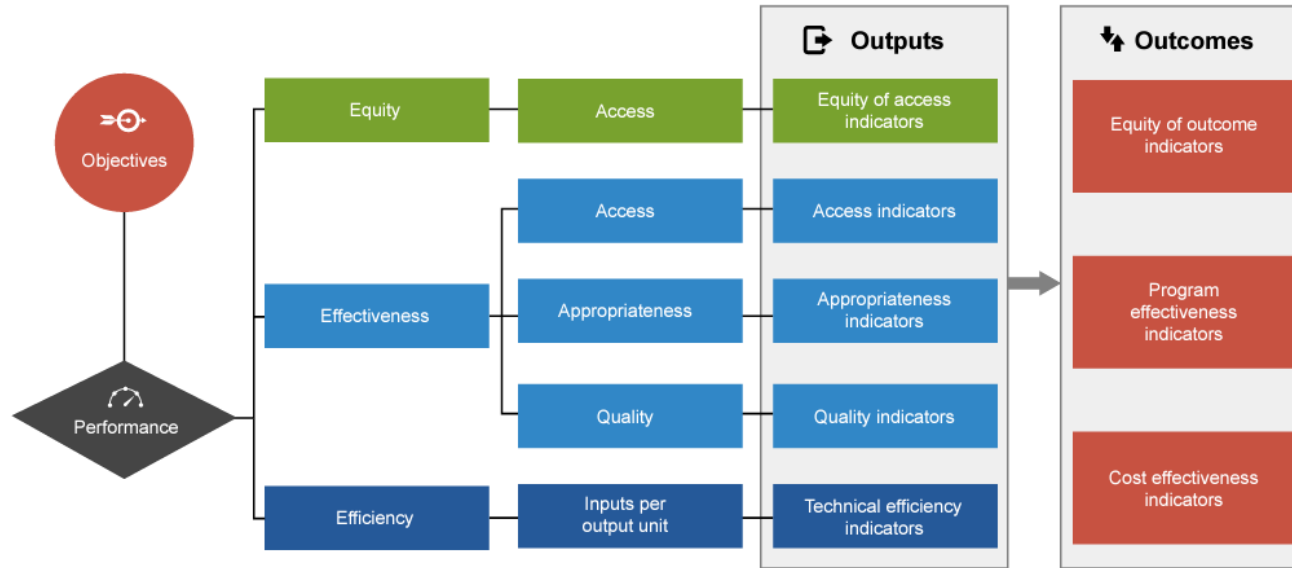 Outputs
Outcomes
Objectives
Performance
Equity
Access
Equity of access
indicators
Effectiveness
Access
Access indicators
Appropriateness
Appropriateness
indicators
Quality
Quality indicators
Efficiency
Inputs per
output unit
Technical efficiency
indicators
Equity of outcome
indicators
Program
effectiveness
indicators
Cost effectiveness
indicators